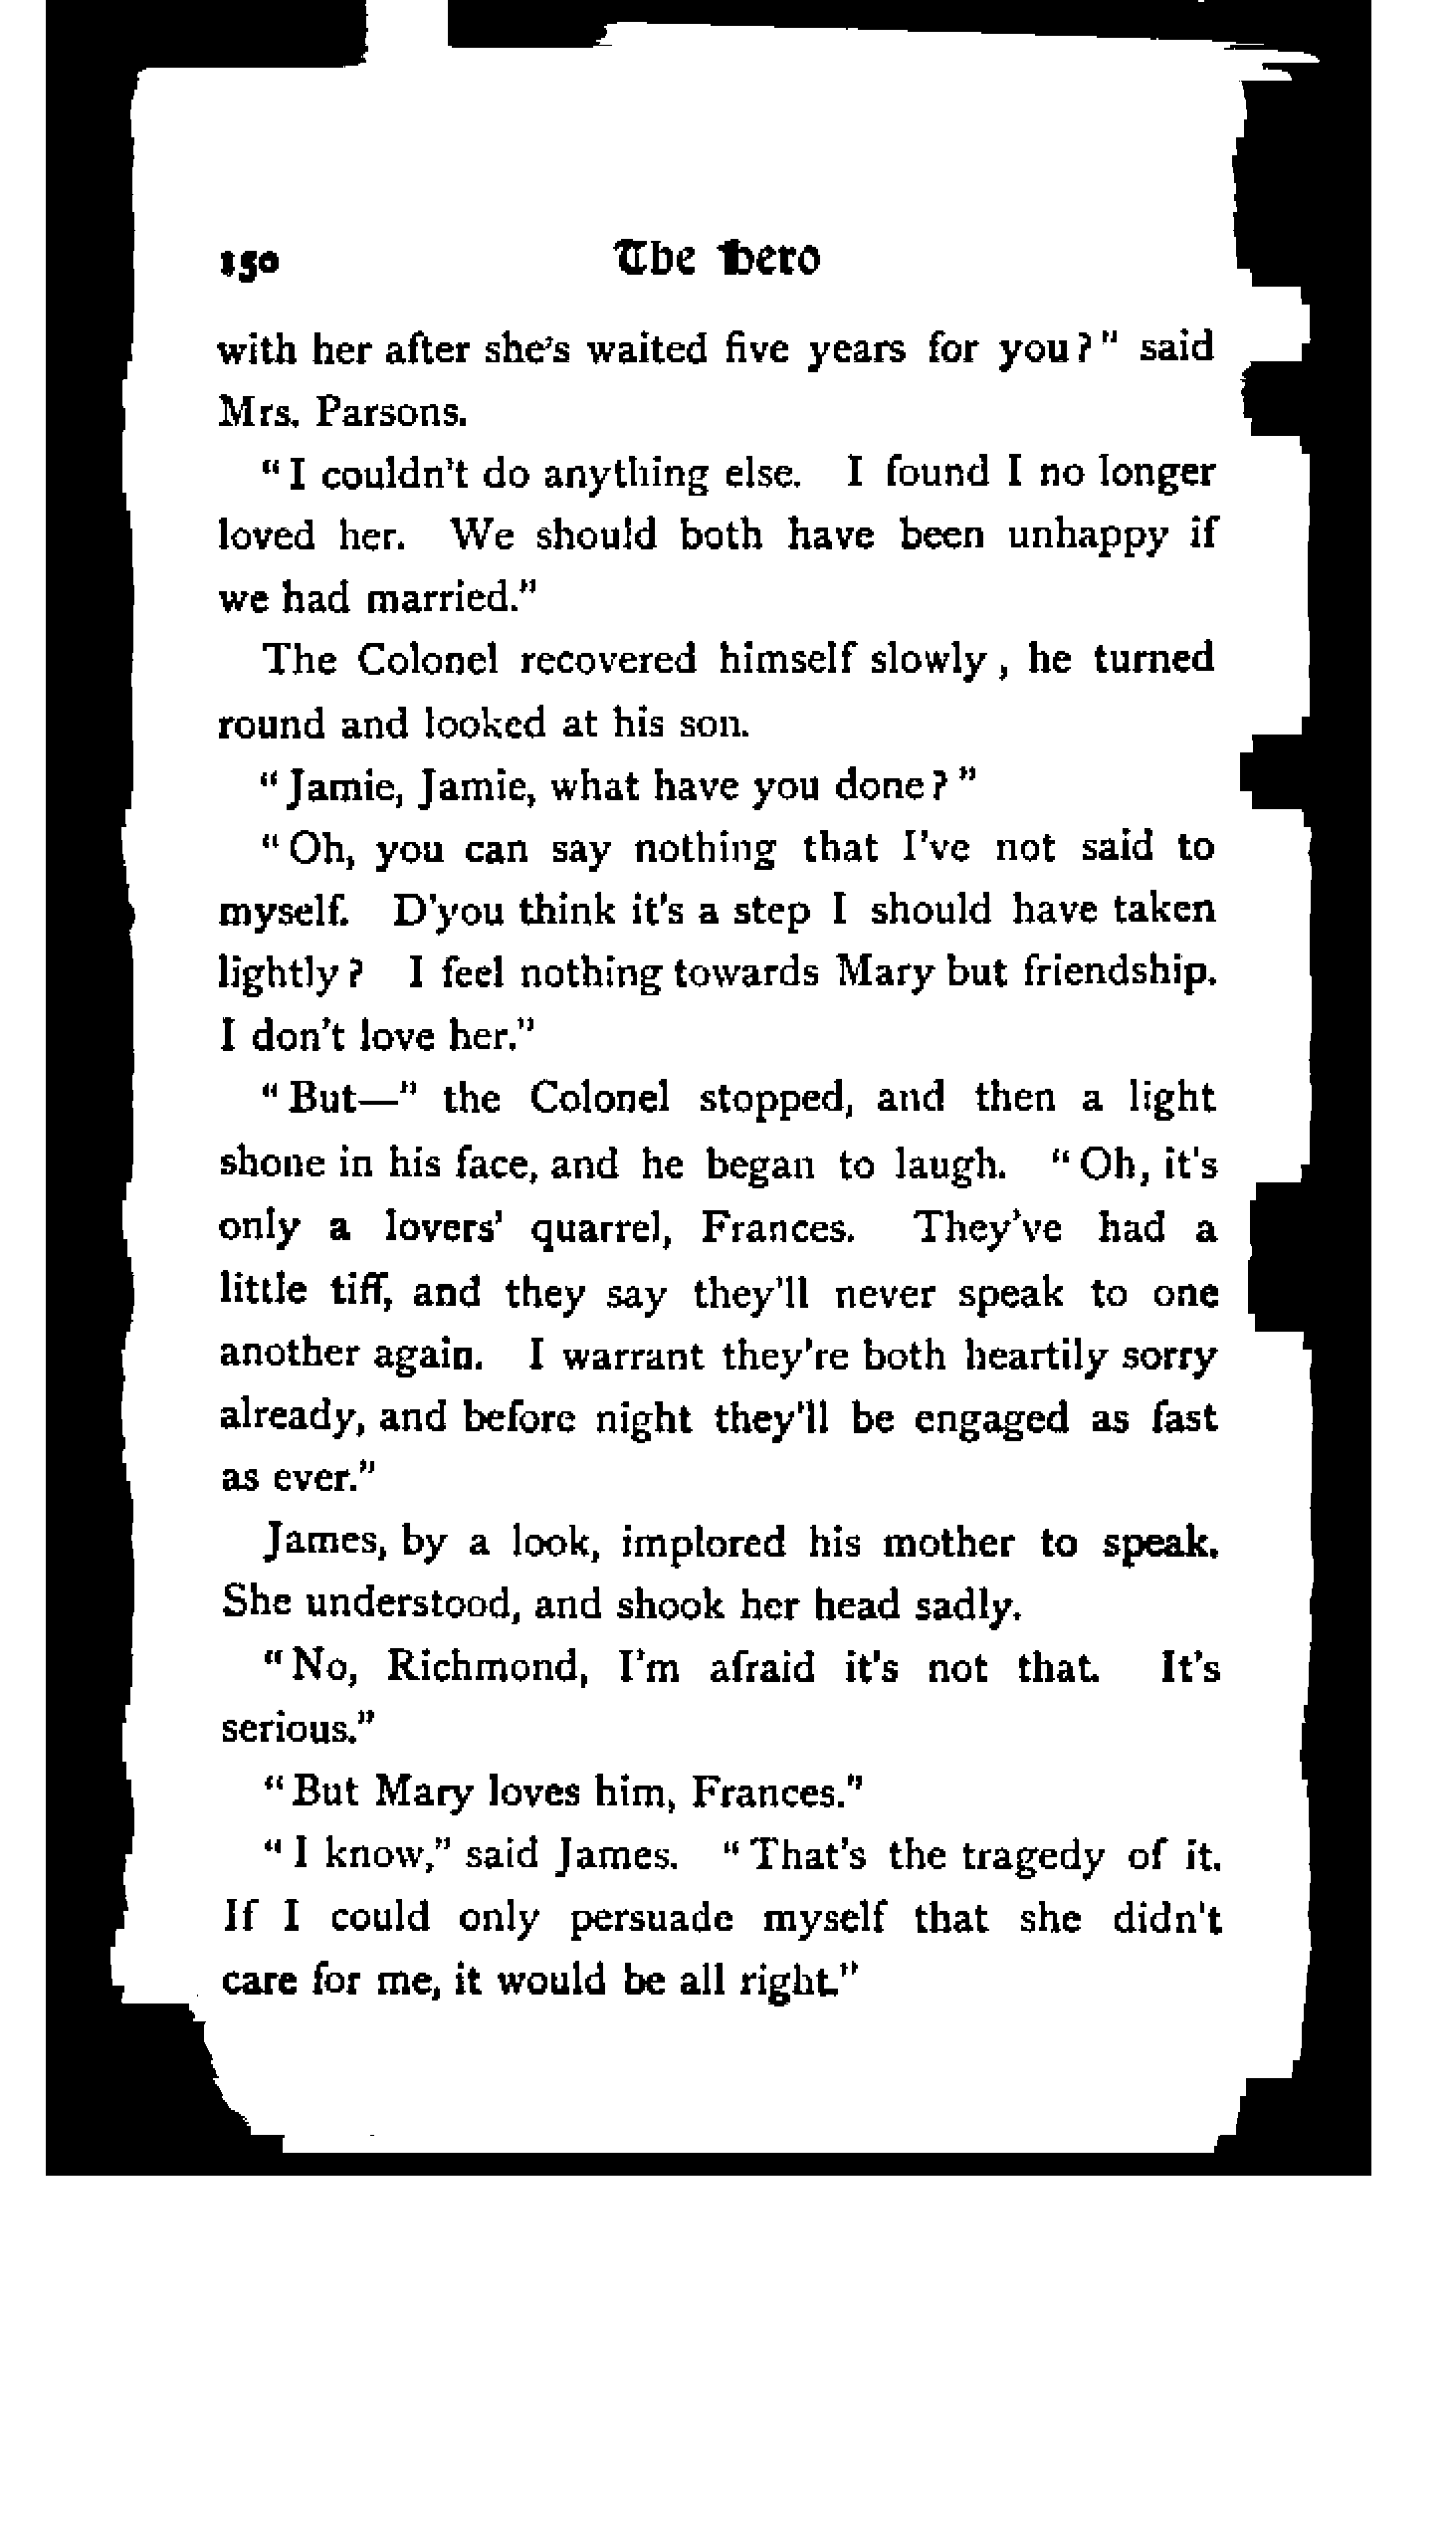 150 The Hero
with her after she's waited five years for you?" said
Mrs. Parsons.
"I couldn't do anything else. I found I no longer
loved her. We should both have been unhappy if
we had married."
The Colonel recovered himself slowly, he turned
round and looked at his son.
"Jamie, Jamie, what have you done?"
"Oh, you can say nothing that I've not said to
myself. D'you think it's a step I should have taken
lightly? I feel nothing towards Mary but friendship.
I don't love her."
"But—" the Colonel stopped, and then a light
shone in his face, and he began to laugh. "Oh, it's
only a lovers' quarrel, Frances. They've had a
little tiff, and they say they'll never speak to one
another again. I warrant they're both heartily sorry
already, and before night they'll be engaged as fast
as ever."
James, by a look, implored his mother to speak.
She understood, and shook her head sadly.
"No, Richmond, I'm afraid it's not that. It's
serious."
"But Mary loves him, Frances."
"I know," said James. "That's the tragedy of it.
If I could only persuade myself that she didn't
care for me, it would be all right."